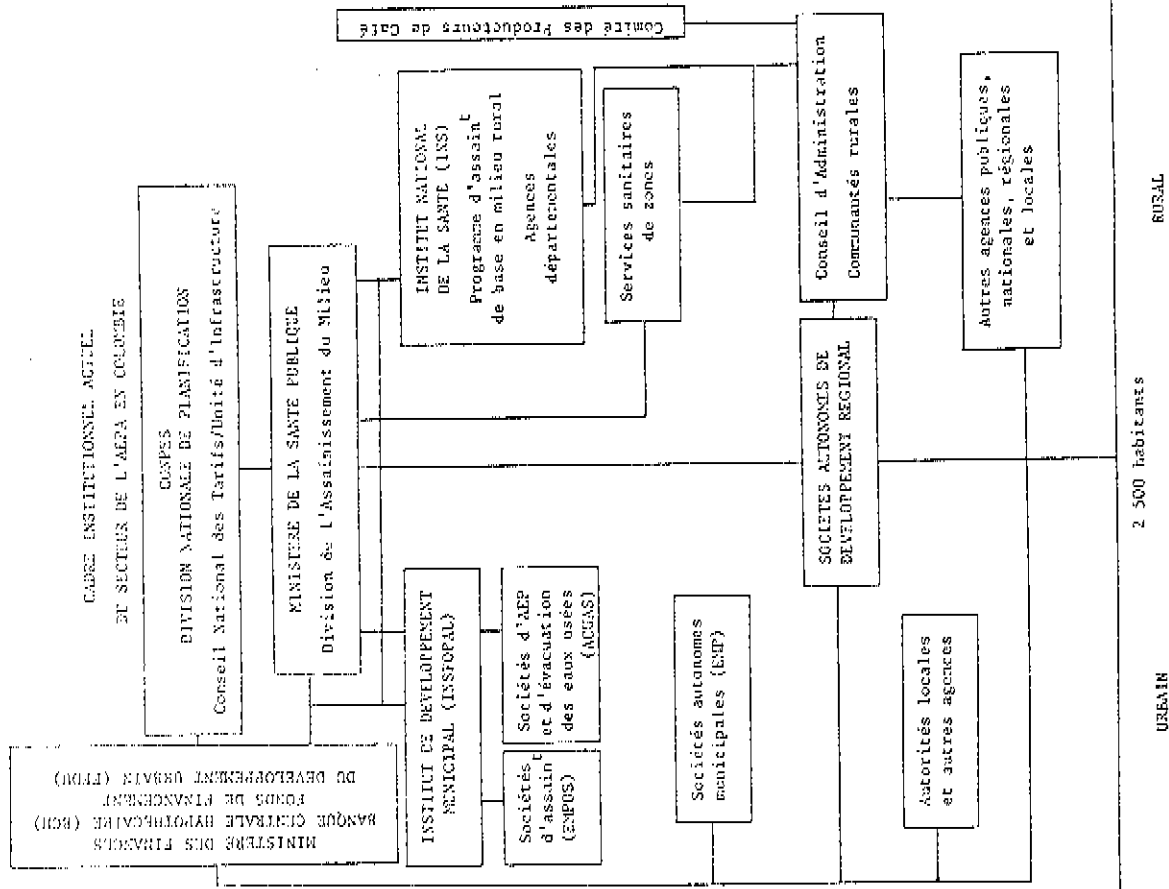 CADRE INSTITUTIONNEL ACTUEL
DU SECTEUR DE L'AEPA EN COLOMBIE
CONPES
DIVISION NATIONALE DE PLANIFICATION
Conseil National des Tarifs/Unité d'Infrastructure
MINISTERE DES FINANCES
BANQUE CENTRALE HYPOTHECAIRE (BCH)
FONDS DE FINANCEMENT
DU DEVELOPPEMENT URBAIN (FFDU)
MINISTERE DE LA SANTE PUBLIQUE
Division de l'Assainissement du Milieu
Comité des Producteurs de Café
INSTITUT DE DEVELOPPEMENT
MUNICIPAL (INSFOPAL)
INSTITUT NATIONAL
DE LA SANTE (INS)
Programme d'assain^t
de base en milieu rural
Agences
départementales
Sociétés
d'assain^t
(EMPOS)
Sociétés d'AEP
et d'évacuation
des eaux usées
(ACUAS)
Services sanitaires
de zones
Sociétés autonomes
municipales (EMP)
SOCIETES AUTONOMES DE
DEVELOPPEMENT REGIONAL
Conseil d'Administration
Communautés rurales
Autorités locales
et autres agences
Autres agences publiques,
nationales, régionales
et locales
URBAIN
2 500 habitants
RURAL